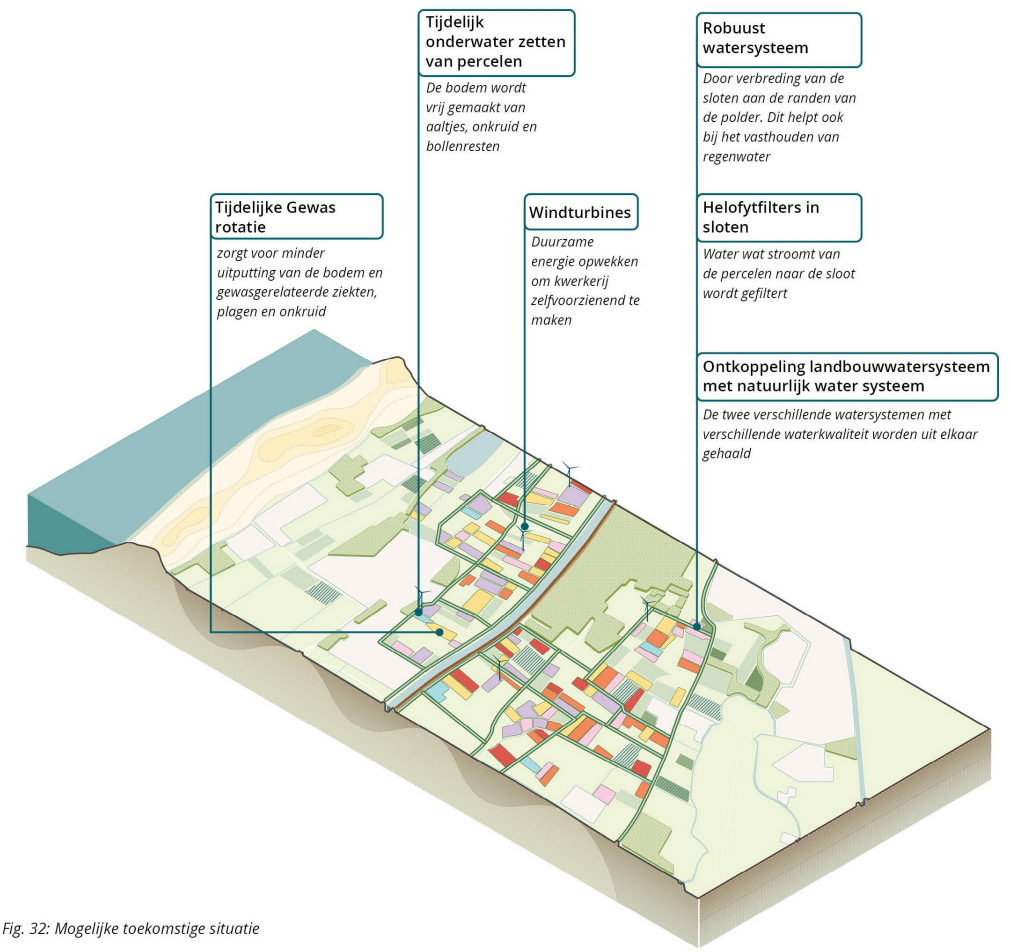 Tijdelijk
onderwater zetten
van percelen
De bodem wordt
vrij gemaakt van
aaltjes, onkruid en
bollenresten
Robuust
watersysteem
Door verbreding van de
sloten aan de randen van
de polder. Dit helpt ook
bij het vasthouden van
regenwater
Tijdelijke Gewas
rotatie
zorgt voor minder
uitputting van de bodem en
gewasgerelateerde ziekten,
plagen en onkruid
Windturbines
Duurzame
energie opwekken
om kwerkerij
zelfvoorzienend te
maken
Helofytfilters in
sloten
Water wat stroomt van
de percelen naar de sloot
wordt gefiltert
Ontkoppeling landbouwwatersysteem
met natuurlijk water systeem
De twee verschillende watersystemen met
verschillende waterkwaliteit worden uit elkaar
gehaald
Fig. 32: Mogelijke toekomstige situatie